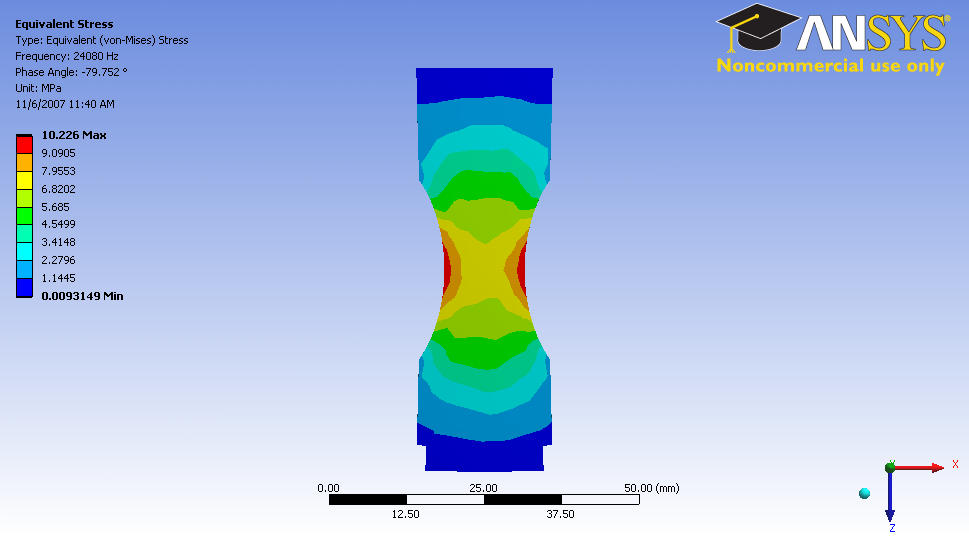 Equivalent Stress
Type: Equivalent (von-Mises) Stress
Frequency: 24080 Hz
Phase Angle: -79.752 °
Unit: MPa
11/6/2007 11:40 AM
10.226 Max
9.0905
7.9553
6.8202
5.685
4.5499
3.4148
2.2796
1.1445
0.0093149 Min
ANSYS®
Noncommercial use only
0.00 25.00 50.00 (mm)
12.50 37.50
Y X
Z